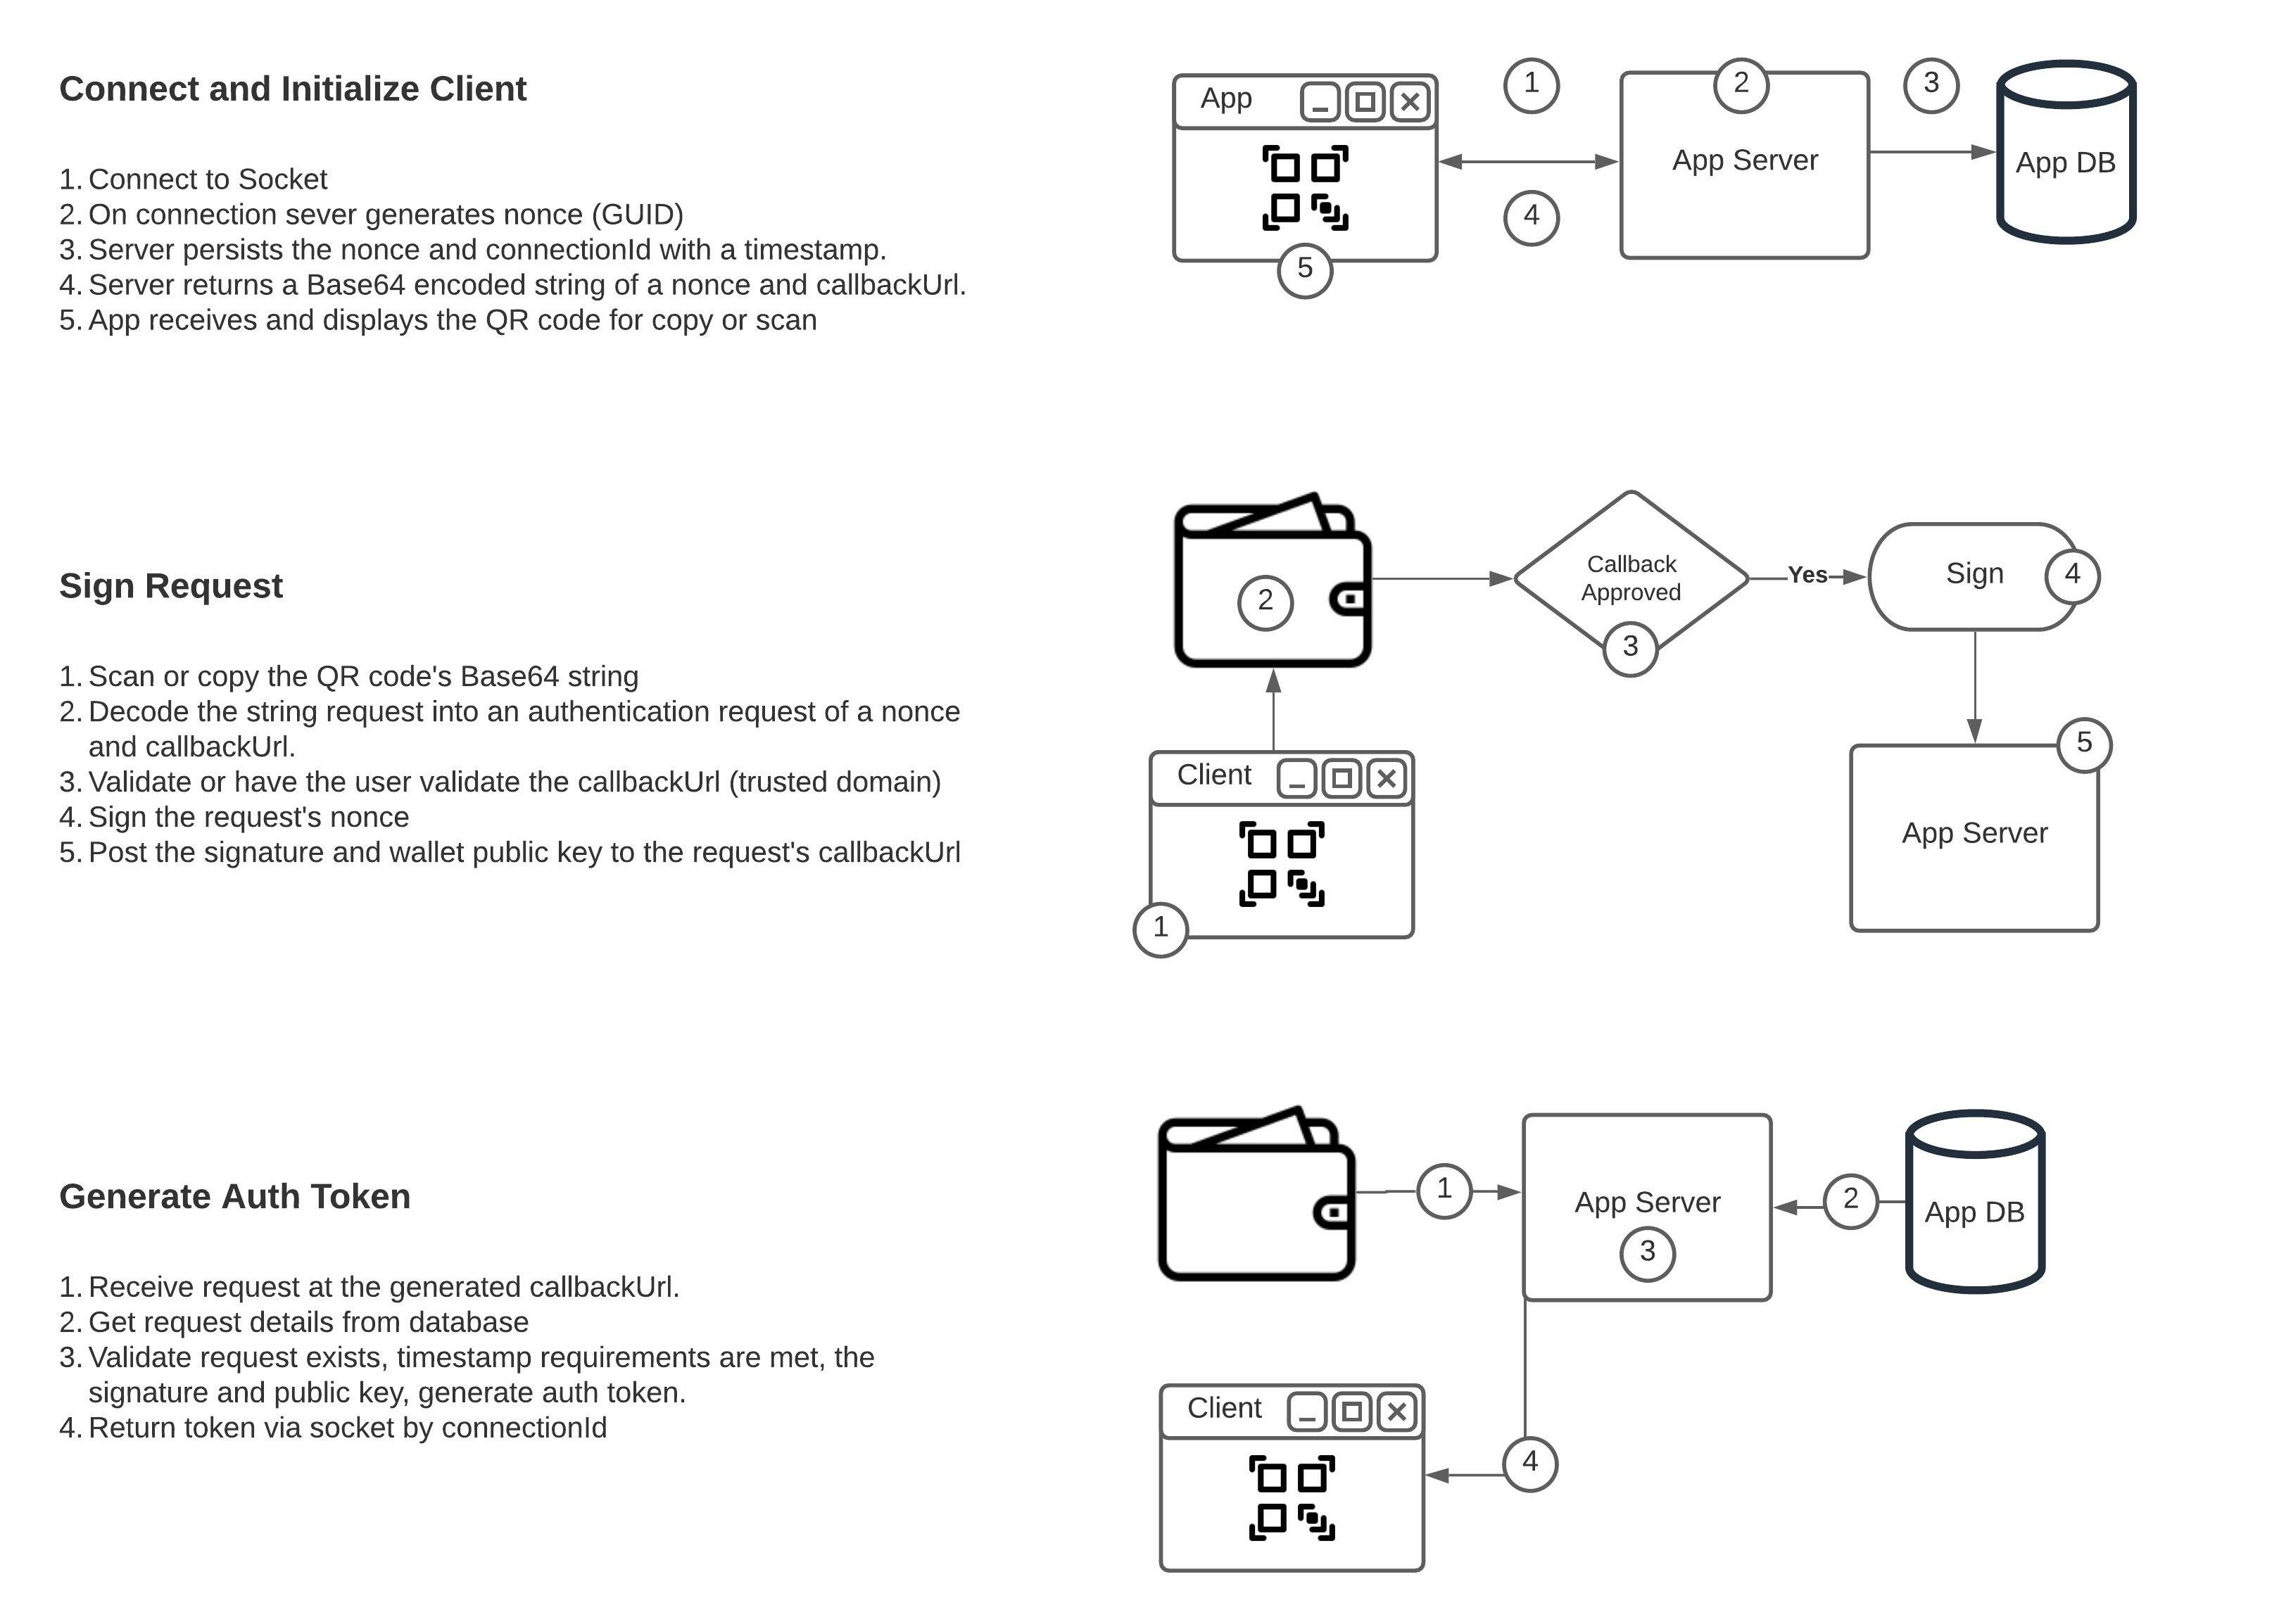 Connect and Initialize Client
1. Connect to Socket
2. On connection sever generates nonce (GUID)
3. Server persists the nonce and connectionId with a timestamp.
4. Server returns a Base64 encoded string of a nonce and callbackUrl.
5. App receives and displays the QR code for copy or scan
App
1
2
3
App Server
App DB
4
5
Sign Request
1. Scan or copy the QR code's Base64 string
2. Decode the string request into an authentication request of a nonce
and callbackUrl.
3. Validate or have the user validate the callbackUrl (trusted domain)
4. Sign the request's nonce
5. Post the signature and wallet public key to the request's callbackUrl
2
Callback
Approved
3
Yes
Sign
4
Client
1
5
App Server
Generate Auth Token
1. Receive request at the generated callbackUrl.
2. Get request details from database
3. Validate request exists, timestamp requirements are met, the
signature and public key, generate auth token.
4. Return token via socket by connectionId
1
App Server
3
2
App DB
Client
4